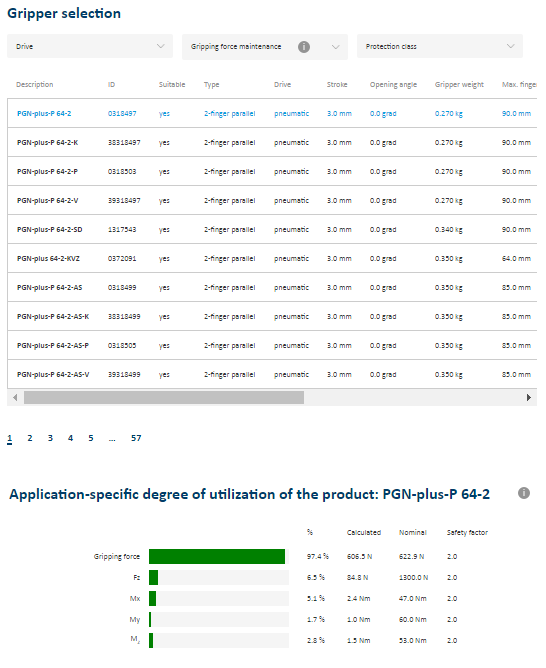 Gripper selection
Drive Gripping force maintenance i Protection class
Description ID Suitable Type Drive Stroke Opening angle Gripper weight Max. finge
PGN-plus-P 64-2 0318497 yes 2-finger parallel pneumatic 3.0 mm 0.0 grad 0.270 kg 90.0 mm
PGN-plus-P 64-2-K 38318497 yes 2-finger parallel pneumatic 3.0 mm 0.0 grad 0.270 kg 90.0 mm
PGN-plus-P 64-2-P 0318503 yes 2-finger parallel pneumatic 3.0 mm 0.0 grad 0.270 kg 90.0 mm
PGN-plus-P 64-2-V 39318497 yes 2-finger parallel pneumatic 3.0 mm 0.0 grad 0.270 kg 90.0 mm
PGN-plus-P 64-2-SD 1317543 yes 2-finger parallel pneumatic 3.0 mm 0.0 grad 0.340 kg 90.0 mm
PGN-plus 64-2-KVZ 0372091 yes 2-finger parallel pneumatic 3.0 mm 0.0 grad 0.350 kg 64.0 mm
PGN-plus-P 64-2-AS 0318499 yes 2-finger parallel pneumatic 3.0 mm 0.0 grad 0.350 kg 85.0 mm
PGN-plus-P 64-2-AS-K 38318499 yes 2-finger parallel pneumatic 3.0 mm 0.0 grad 0.350 kg 85.0 mm
PGN-plus-P 64-2-AS-P 0318505 yes 2-finger parallel pneumatic 3.0 mm 0.0 grad 0.350 kg 85.0 mm
PGN-plus-P 64-2-AS-V 39318499 yes 2-finger parallel pneumatic 3.0 mm 0.0 grad 0.350 kg 85.0 mm
1 2 3 4 5 ... 57
Application-specific degree of utilization of the product: PGN-plus-P 64-2 i
% Calculated Nominal Safety factor
Gripping force 97.4 % 606.5 N 622.9 N 2.0
Fz 6.5 % 84.8 N 1300.0 N 2.0
Mx 5.1 % 2.4 Nm 47.0 Nm 2.0
My 1.7 % 1.0 Nm 60.0 Nm 2.0
Mz 2.8 % 1.5 Nm 53.0 Nm 2.0